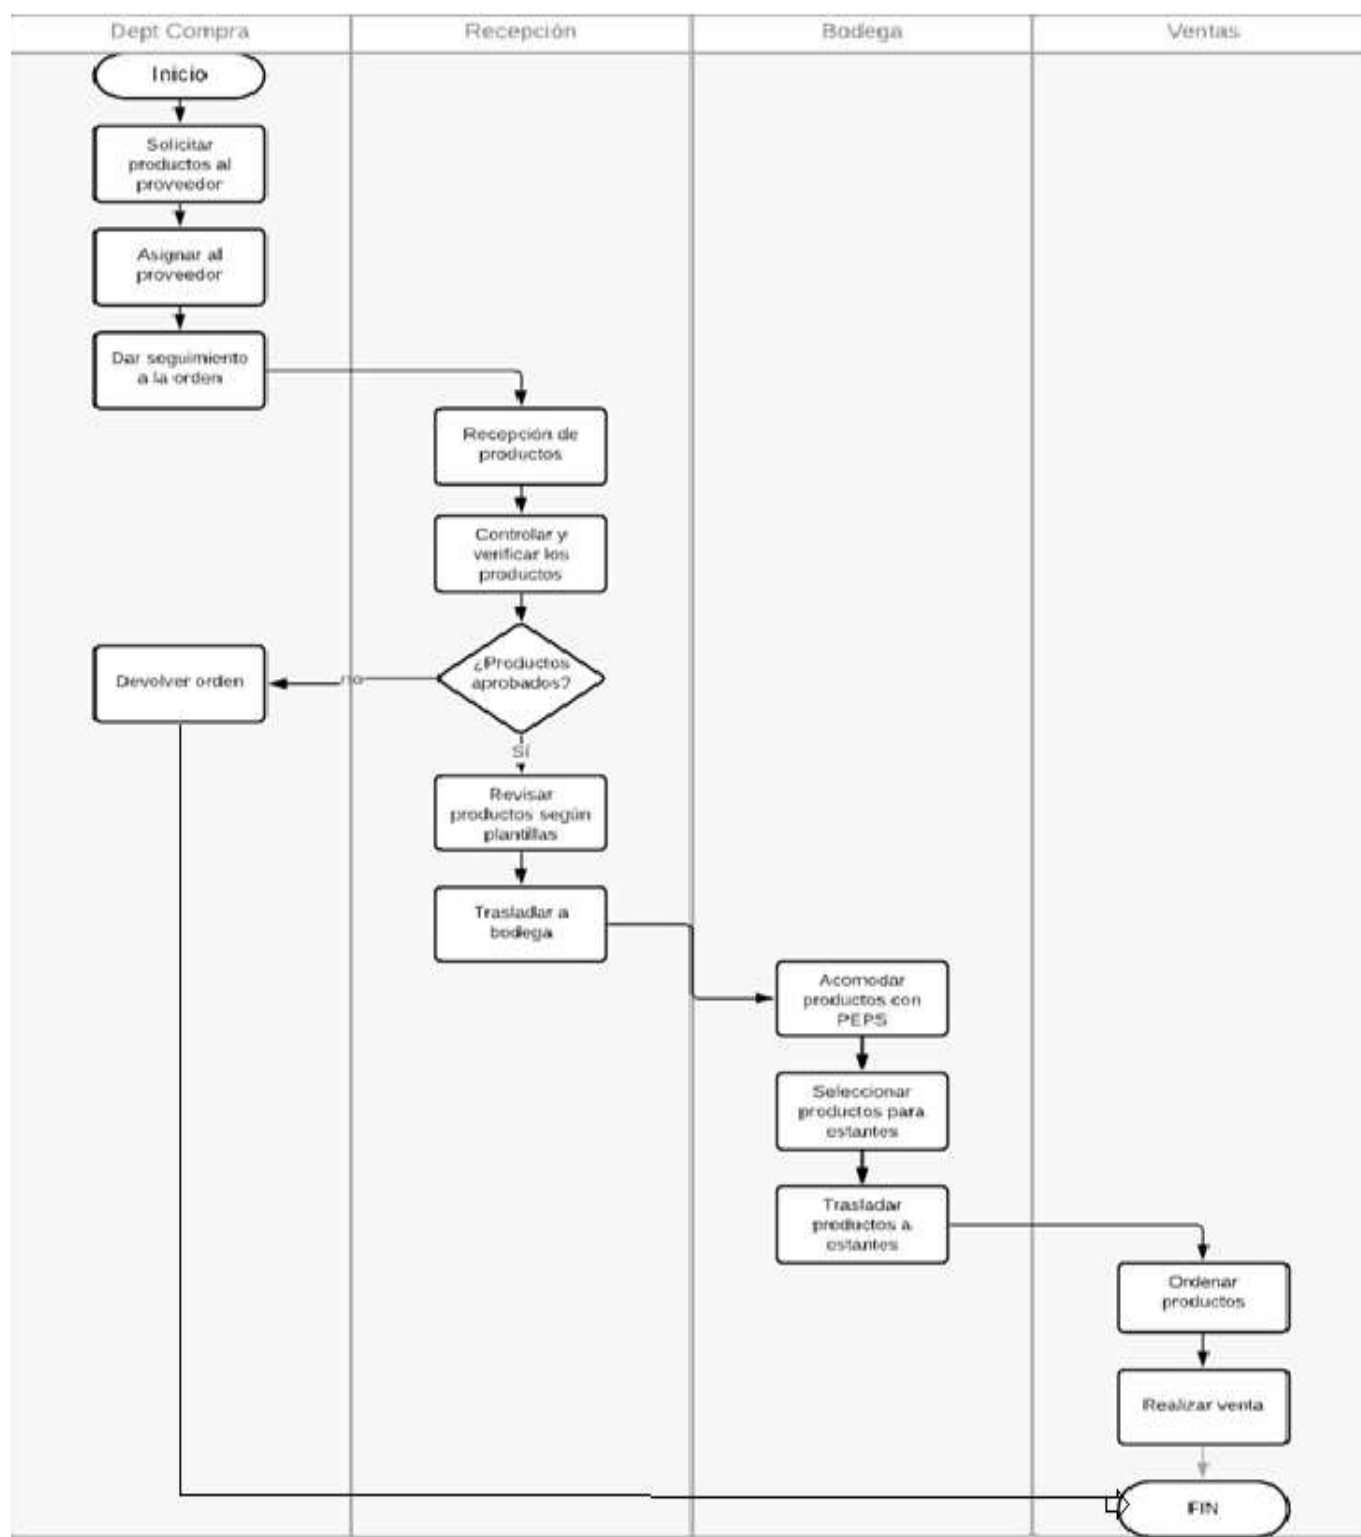 Dept Compra
Recepción
Bodega
Ventas
Inicio
Solicitar
productos al
proveedor
Asignar al
proveedor
Dar seguimiento
a la orden
Recepción de
productos
Controlar y
verificar los
productos
¿Productos
aprobados?
no
Devolver orden
Sí
Revisar
productos según
plantillas
Trasladar a
bodega
Acomodar
productos con
PEPS
Seleccionar
productos para
estantes
Trasladar
productos a
estantes
Ordenar
productos
Realizar venta
FIN